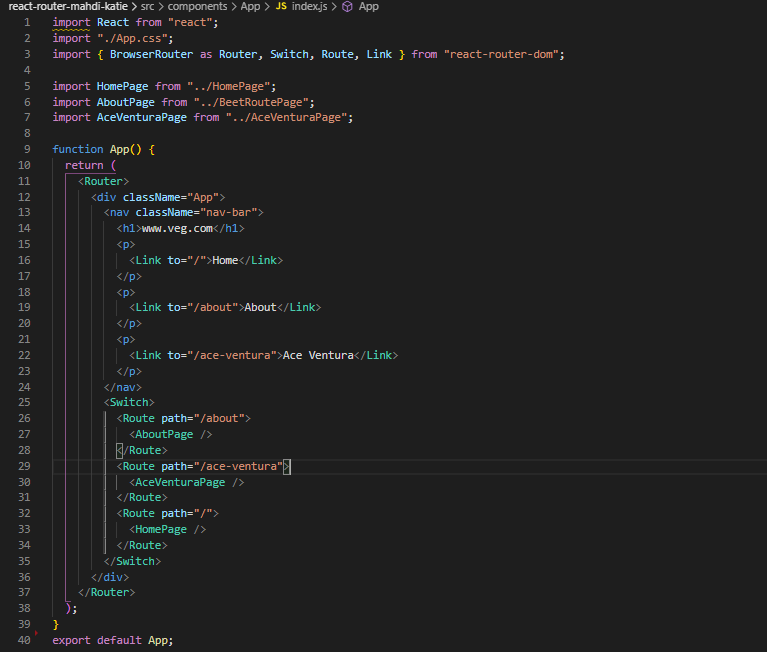 react-router-mahdi-katie > src > components > App > JS index.js > App
1 import React from "react";
2 import "./App.css";
3 import { BrowserRouter as Router, Switch, Route, Link } from "react-router-dom";
4
5 import HomePage from "../HomePage";
6 import AboutPage from "../BeetRoutePage";
7 import AceVenturaPage from "../AceVenturaPage";
8
9 function App() {
10   return (
11     <Router>
12       <div className="App">
13         <nav className="nav-bar">
14           <h1>www.veg.com</h1>
15           <p>
16             <Link to="/">Home</Link>
17           </p>
18           <p>
19             <Link to="/about">About</Link>
20           </p>
21           <p>
22             <Link to="/ace-ventura">Ace Ventura</Link>
23           </p>
24         </nav>
25         <Switch>
26           <Route path="/about">
27             <AboutPage />
28           </Route>
29           <Route path="/ace-ventura">
30             <AceVenturaPage />
31           </Route>
32           <Route path="/">
33             <HomePage />
34           </Route>
35         </Switch>
36       </div>
37     </Router>
38   );
39 }
40 export default App;